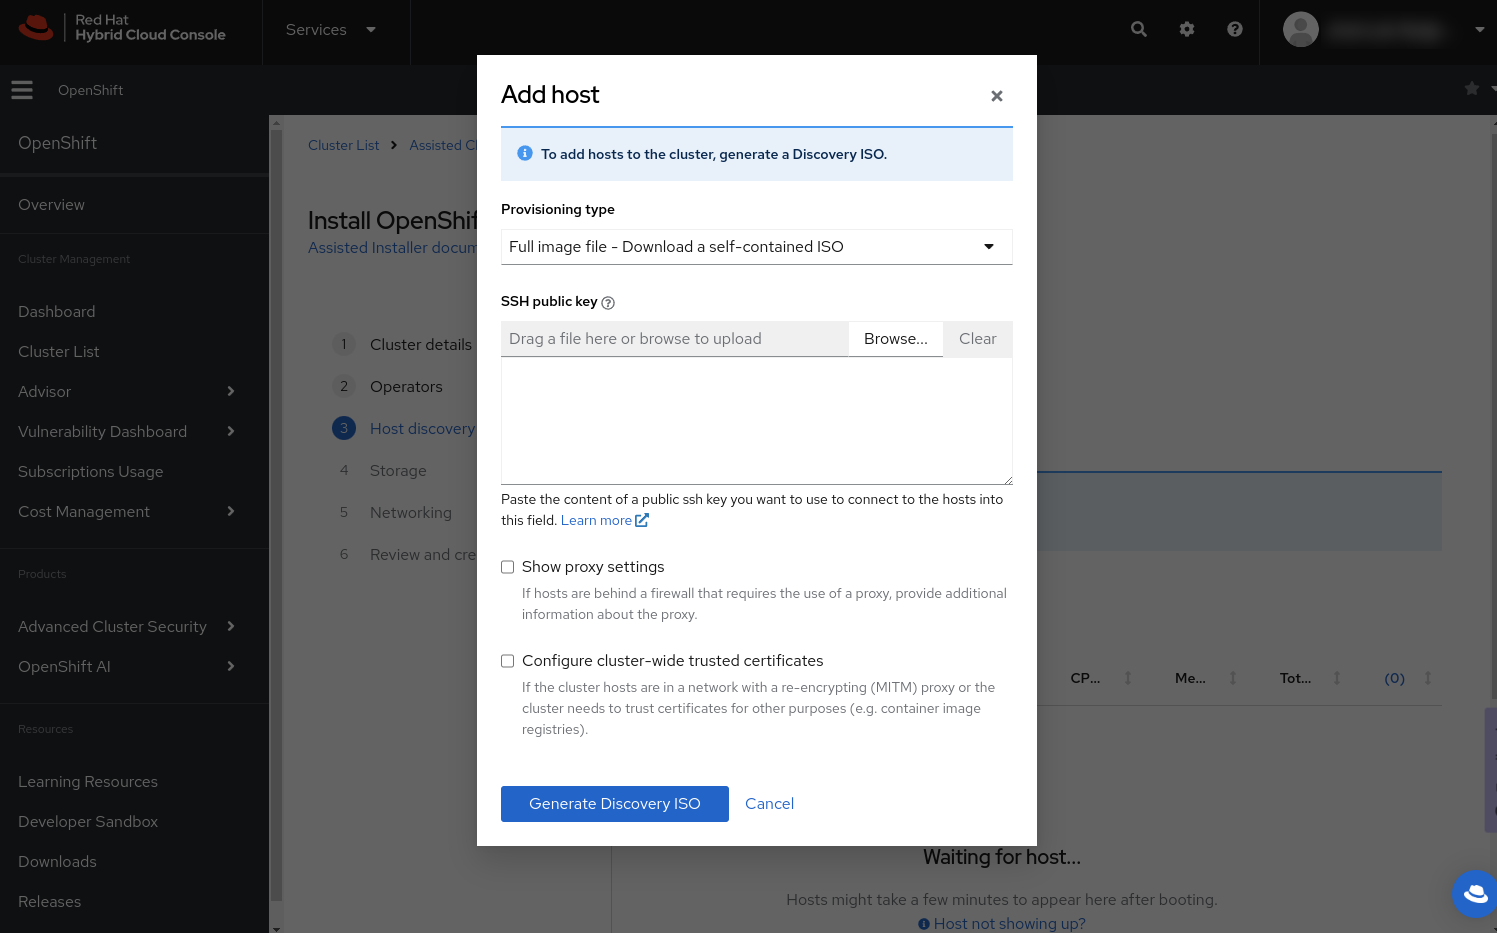 Red Hat
Hybrid Cloud Console
Services
OpenShift
OpenShift
Overview
Cluster Management
Dashboard
Cluster List
Advisor
Vulnerability Dashboard
Subscriptions Usage
Cost Management
Products
Advanced Cluster Security
OpenShift AI
Resources
Learning Resources
Developer Sandbox
Downloads
Releases
Cluster List
Assisted
Install
Assisted Installer
1 Cluster details
2 Operators
3 Host discovery
4 Storage
5 Networking
6 Review and
Add host
To add hosts to the cluster, generate a Discovery ISO.
Provisioning type
Full image file - Download a self-contained ISO
SSH public key
Drag a file here or browse to upload Browse... Clear
Paste the content of a public ssh key you want to use to connect to the hosts into
this field. Learn more
Show proxy settings
If hosts are behind a firewall that requires the use of a proxy, provide additional
information about the proxy.
Configure cluster-wide trusted certificates
If the cluster hosts are in a network with a re-encrypting (MITM) proxy or the
cluster needs to trust certificates for other purposes (e.g. container image
registries).
Generate Discovery ISO Cancel
CP... Me... Tot... (0)
Waiting for host...
Hosts might take a few minutes to appear here after booting.
Host not showing up?